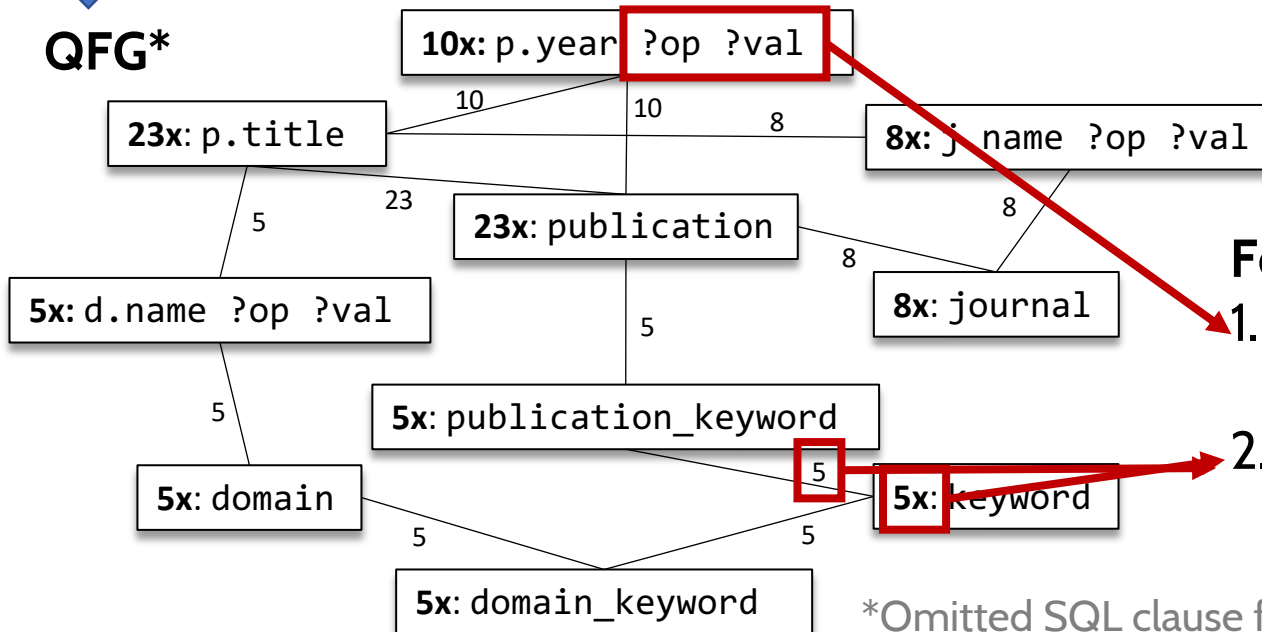 QFG*
10x: p.year ?op ?val
10
10
8
23x: p.title
8x: j name ?op ?val
23
5
8
23x: publication
8
5x: d.name ?op ?val
8x: journal
1.
5
5
5x: publication_keyword
2.
5
5x: domain
5x: keyword
5
5
5x: domain_keyword
*Omitted SQL clause